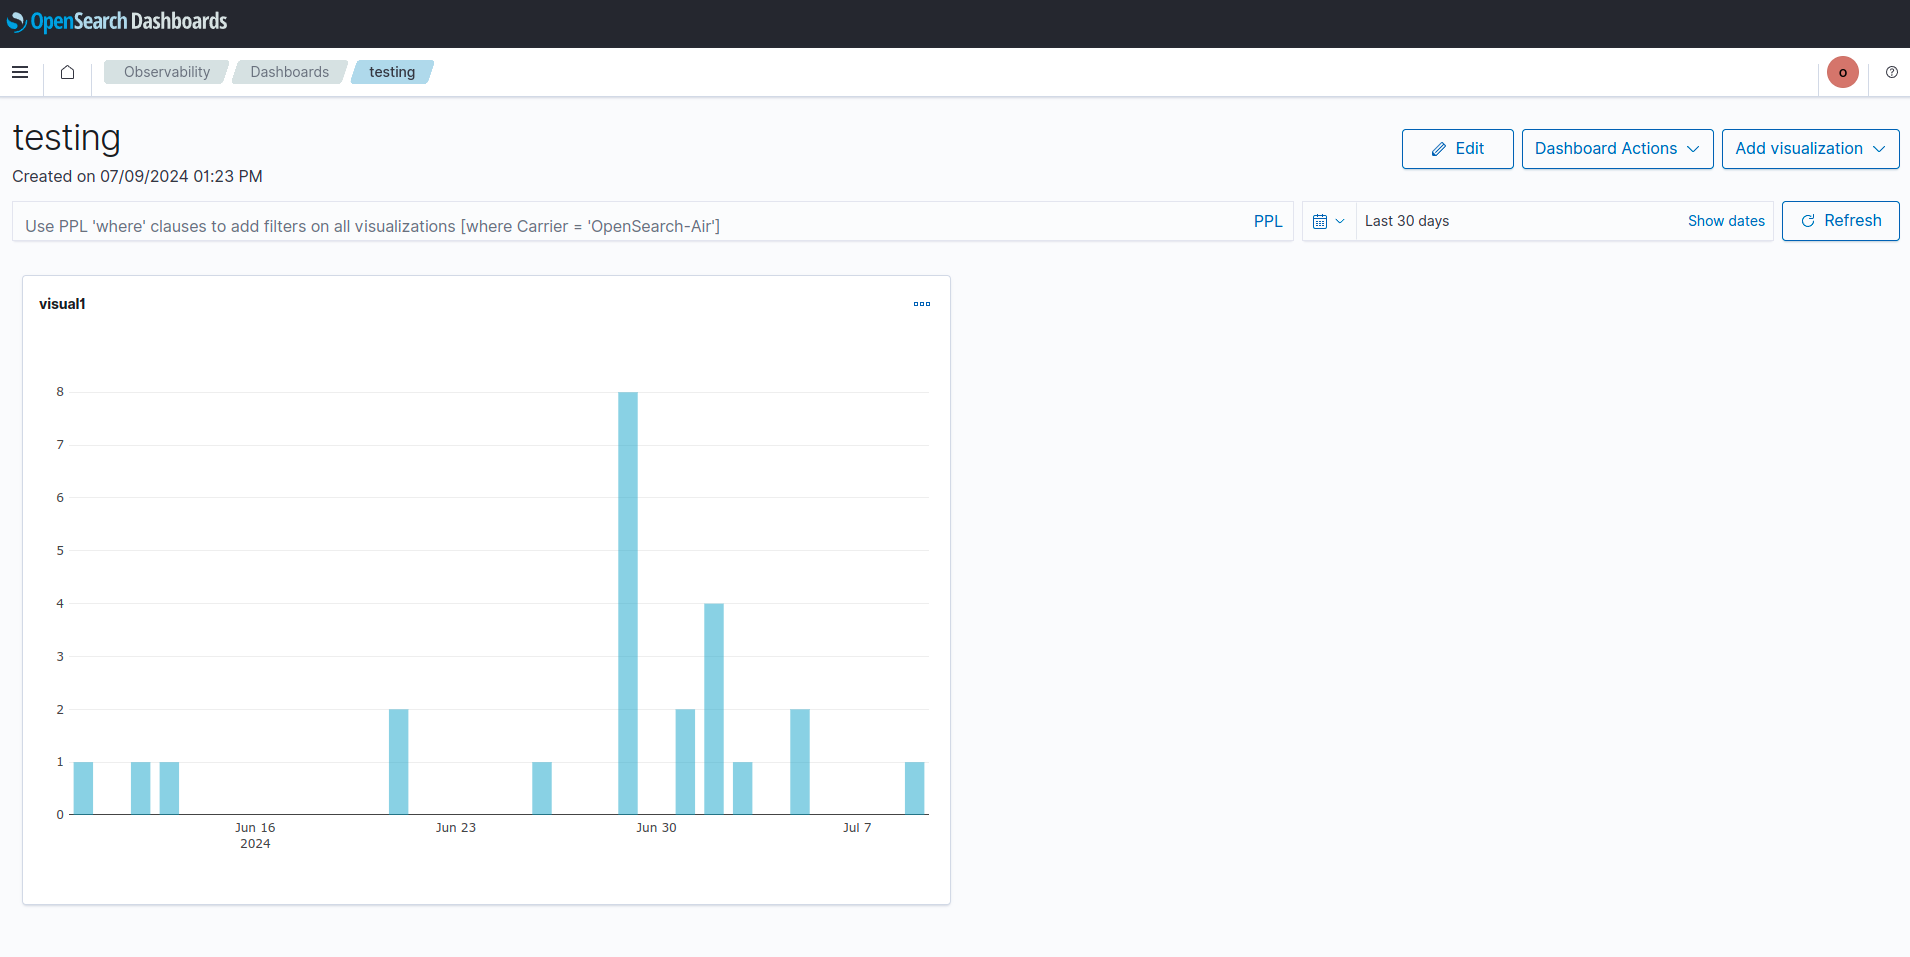 OpenSearch Dashboards
Observability Dashboards testing
o
testing
Created on 07/09/2024 01:23 PM
Edit
Dashboard Actions
Add visualization
Use PPL 'where' clauses to add filters on all visualizations [where Carrier = 'OpenSearch-Air']
PPL
Last 30 days
Show dates
Refresh
visual1
8
7
6
5
4
3
2
1
0
Jun 16
2024
Jun 23
Jun 30
Jul 7